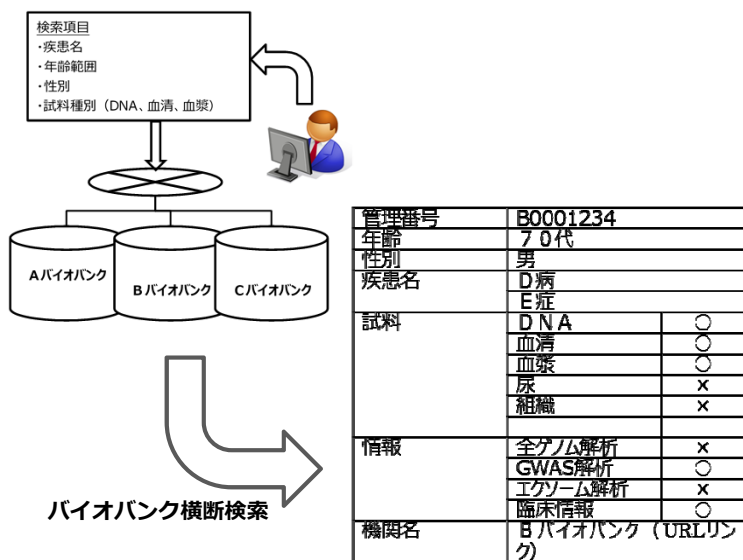 検索項目
・疾患名
・年齢範囲
・性別
・試料種別（DNA、血清、血漿）
Aバイオバンク
Bバイオバンク
Cバイオバンク
バイオバンク横断検索
管理番号 B0001234
年齢 ７０代
性別 男
疾患名 D病
E症
試料 ＤＮＡ ○
血清 ○
血漿 ○
尿 ×
組織 ×
情報 全ゲノム解析 ×
GWAS解析 ○
エクソーム解析 ×
臨床情報 ○
機関名 Ｂバイオバンク（URLリン
ク）